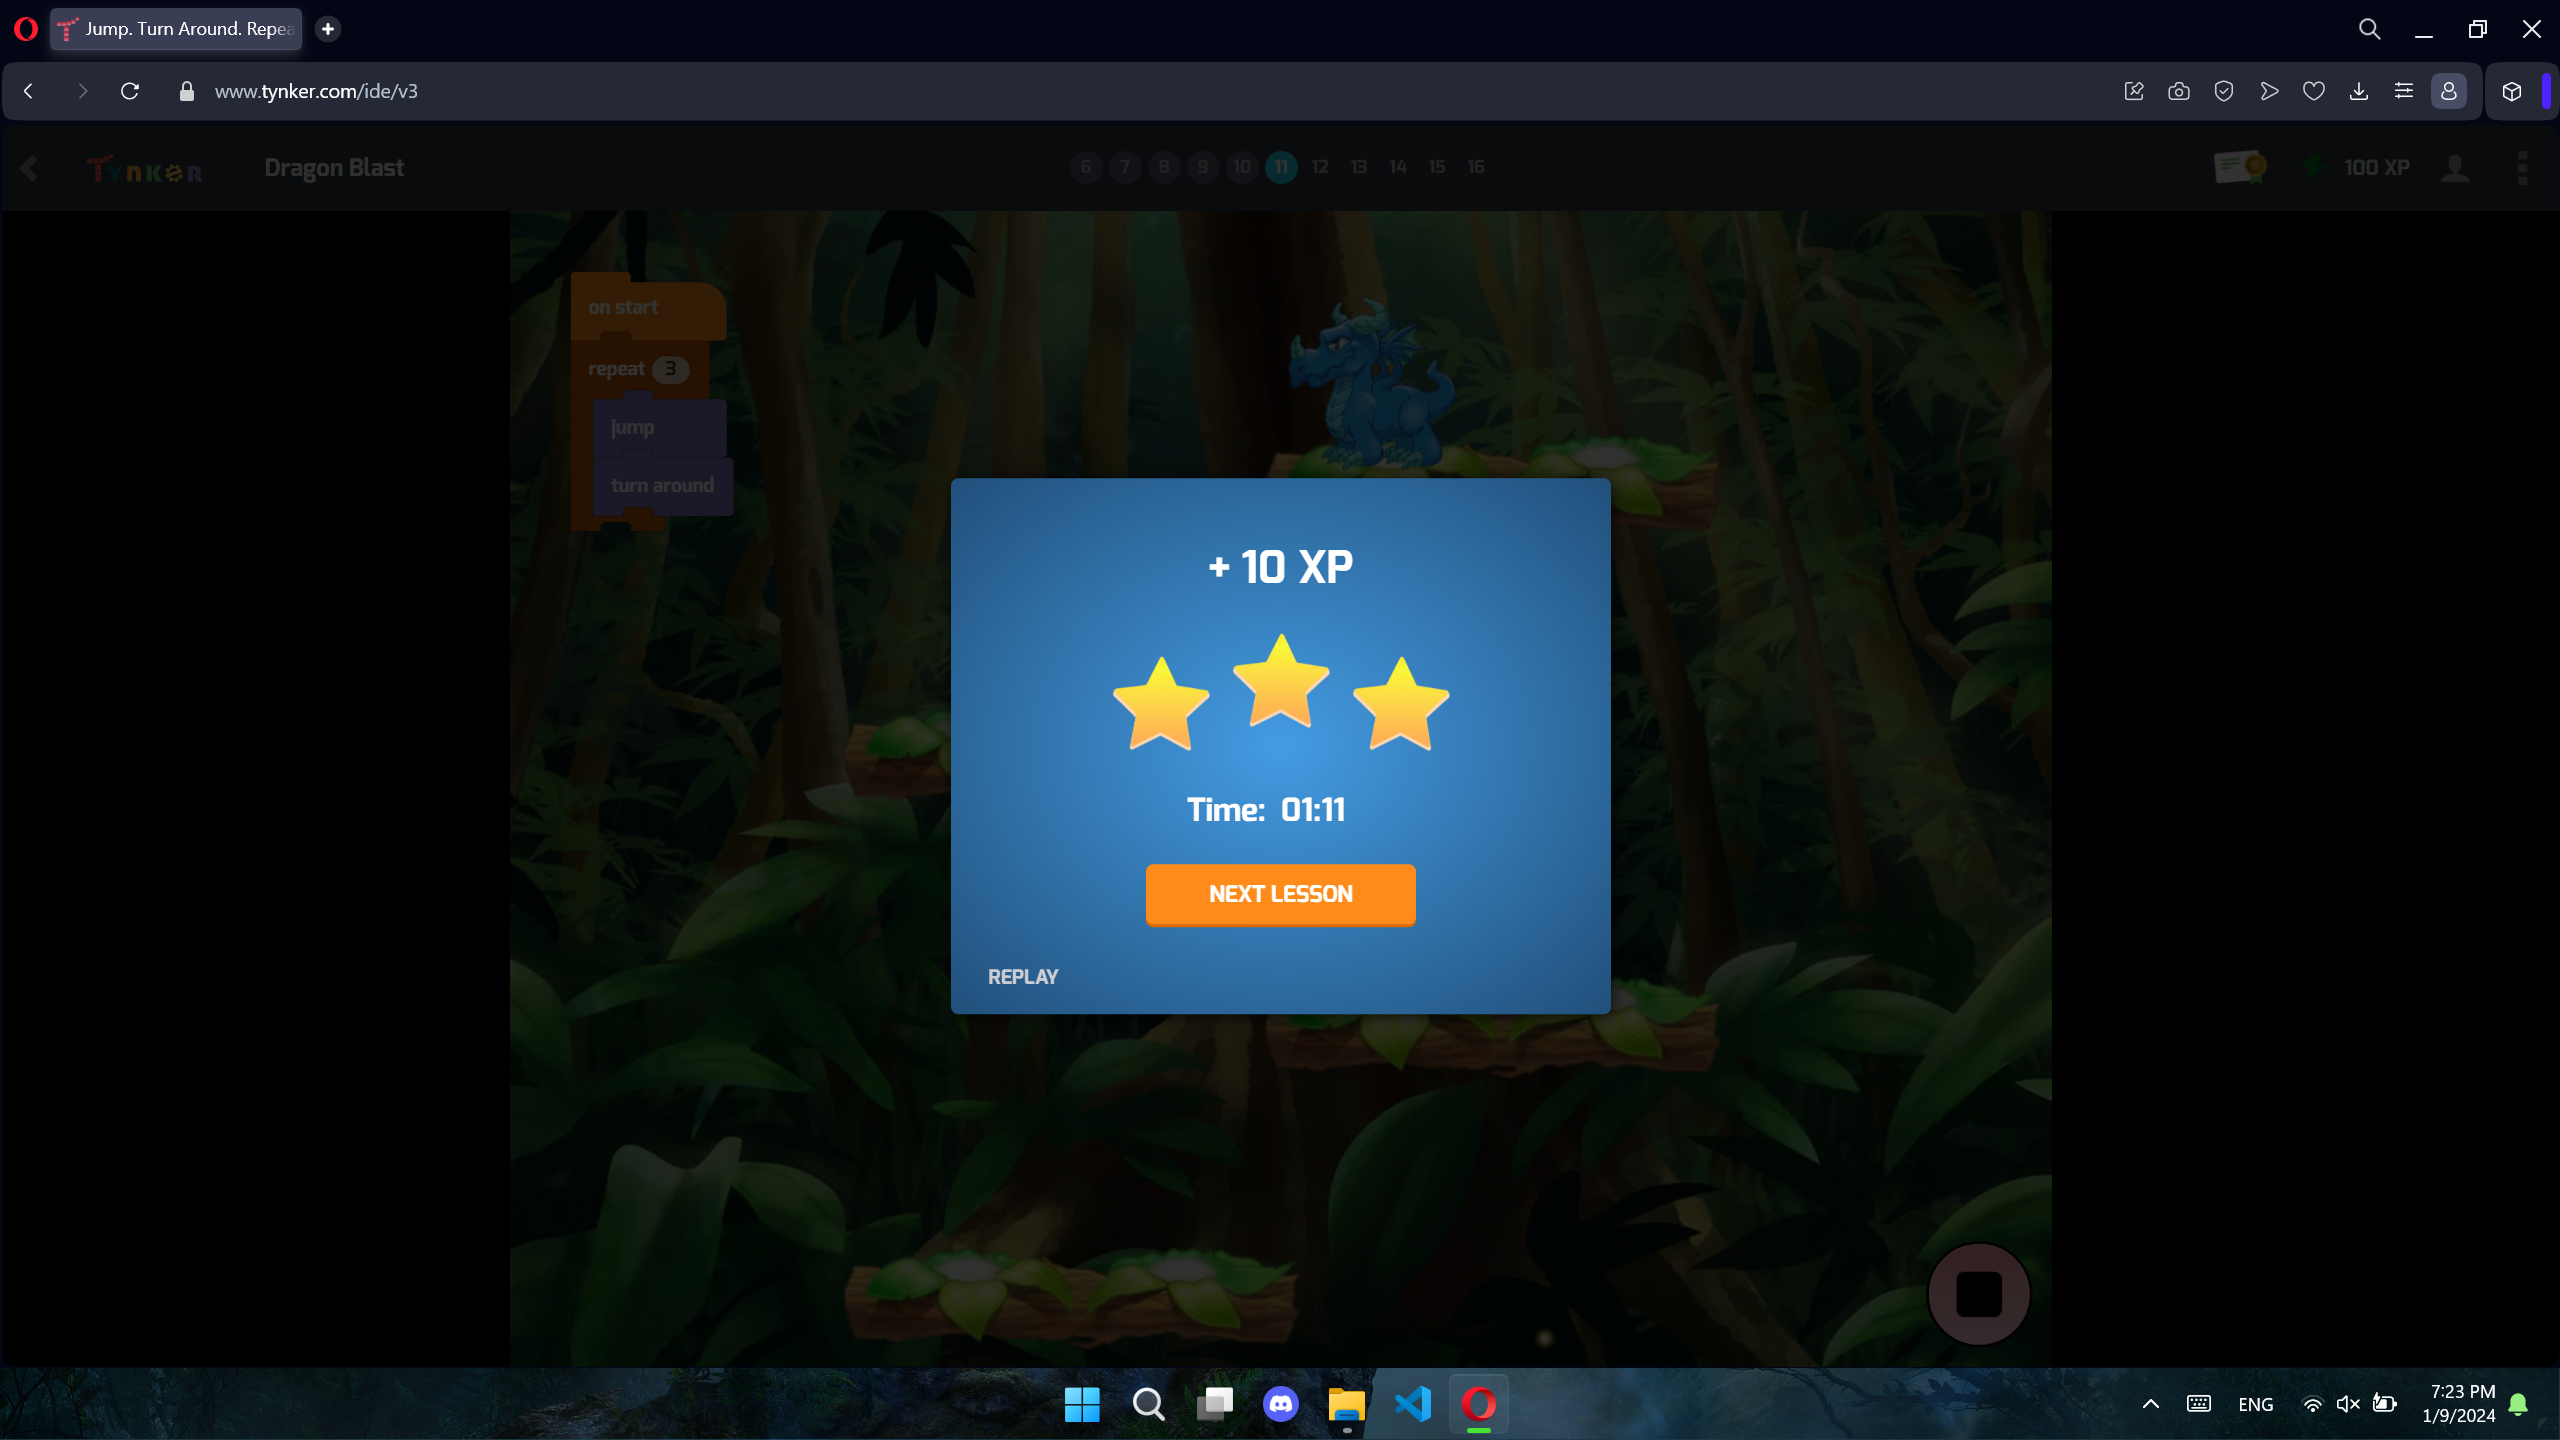 Jump. Turn Around. Repea
www.tynker.com/ide/v3
TYNKER
Dragon Blast
6 7 8 9 10 11 12 13 14 15 16
100 XP
on start
repeat 3
jump
turn around
+ 10 XP
Time: 01:11
NEXT LESSON
REPLAY
ENG
7:23 PM
1/9/2024